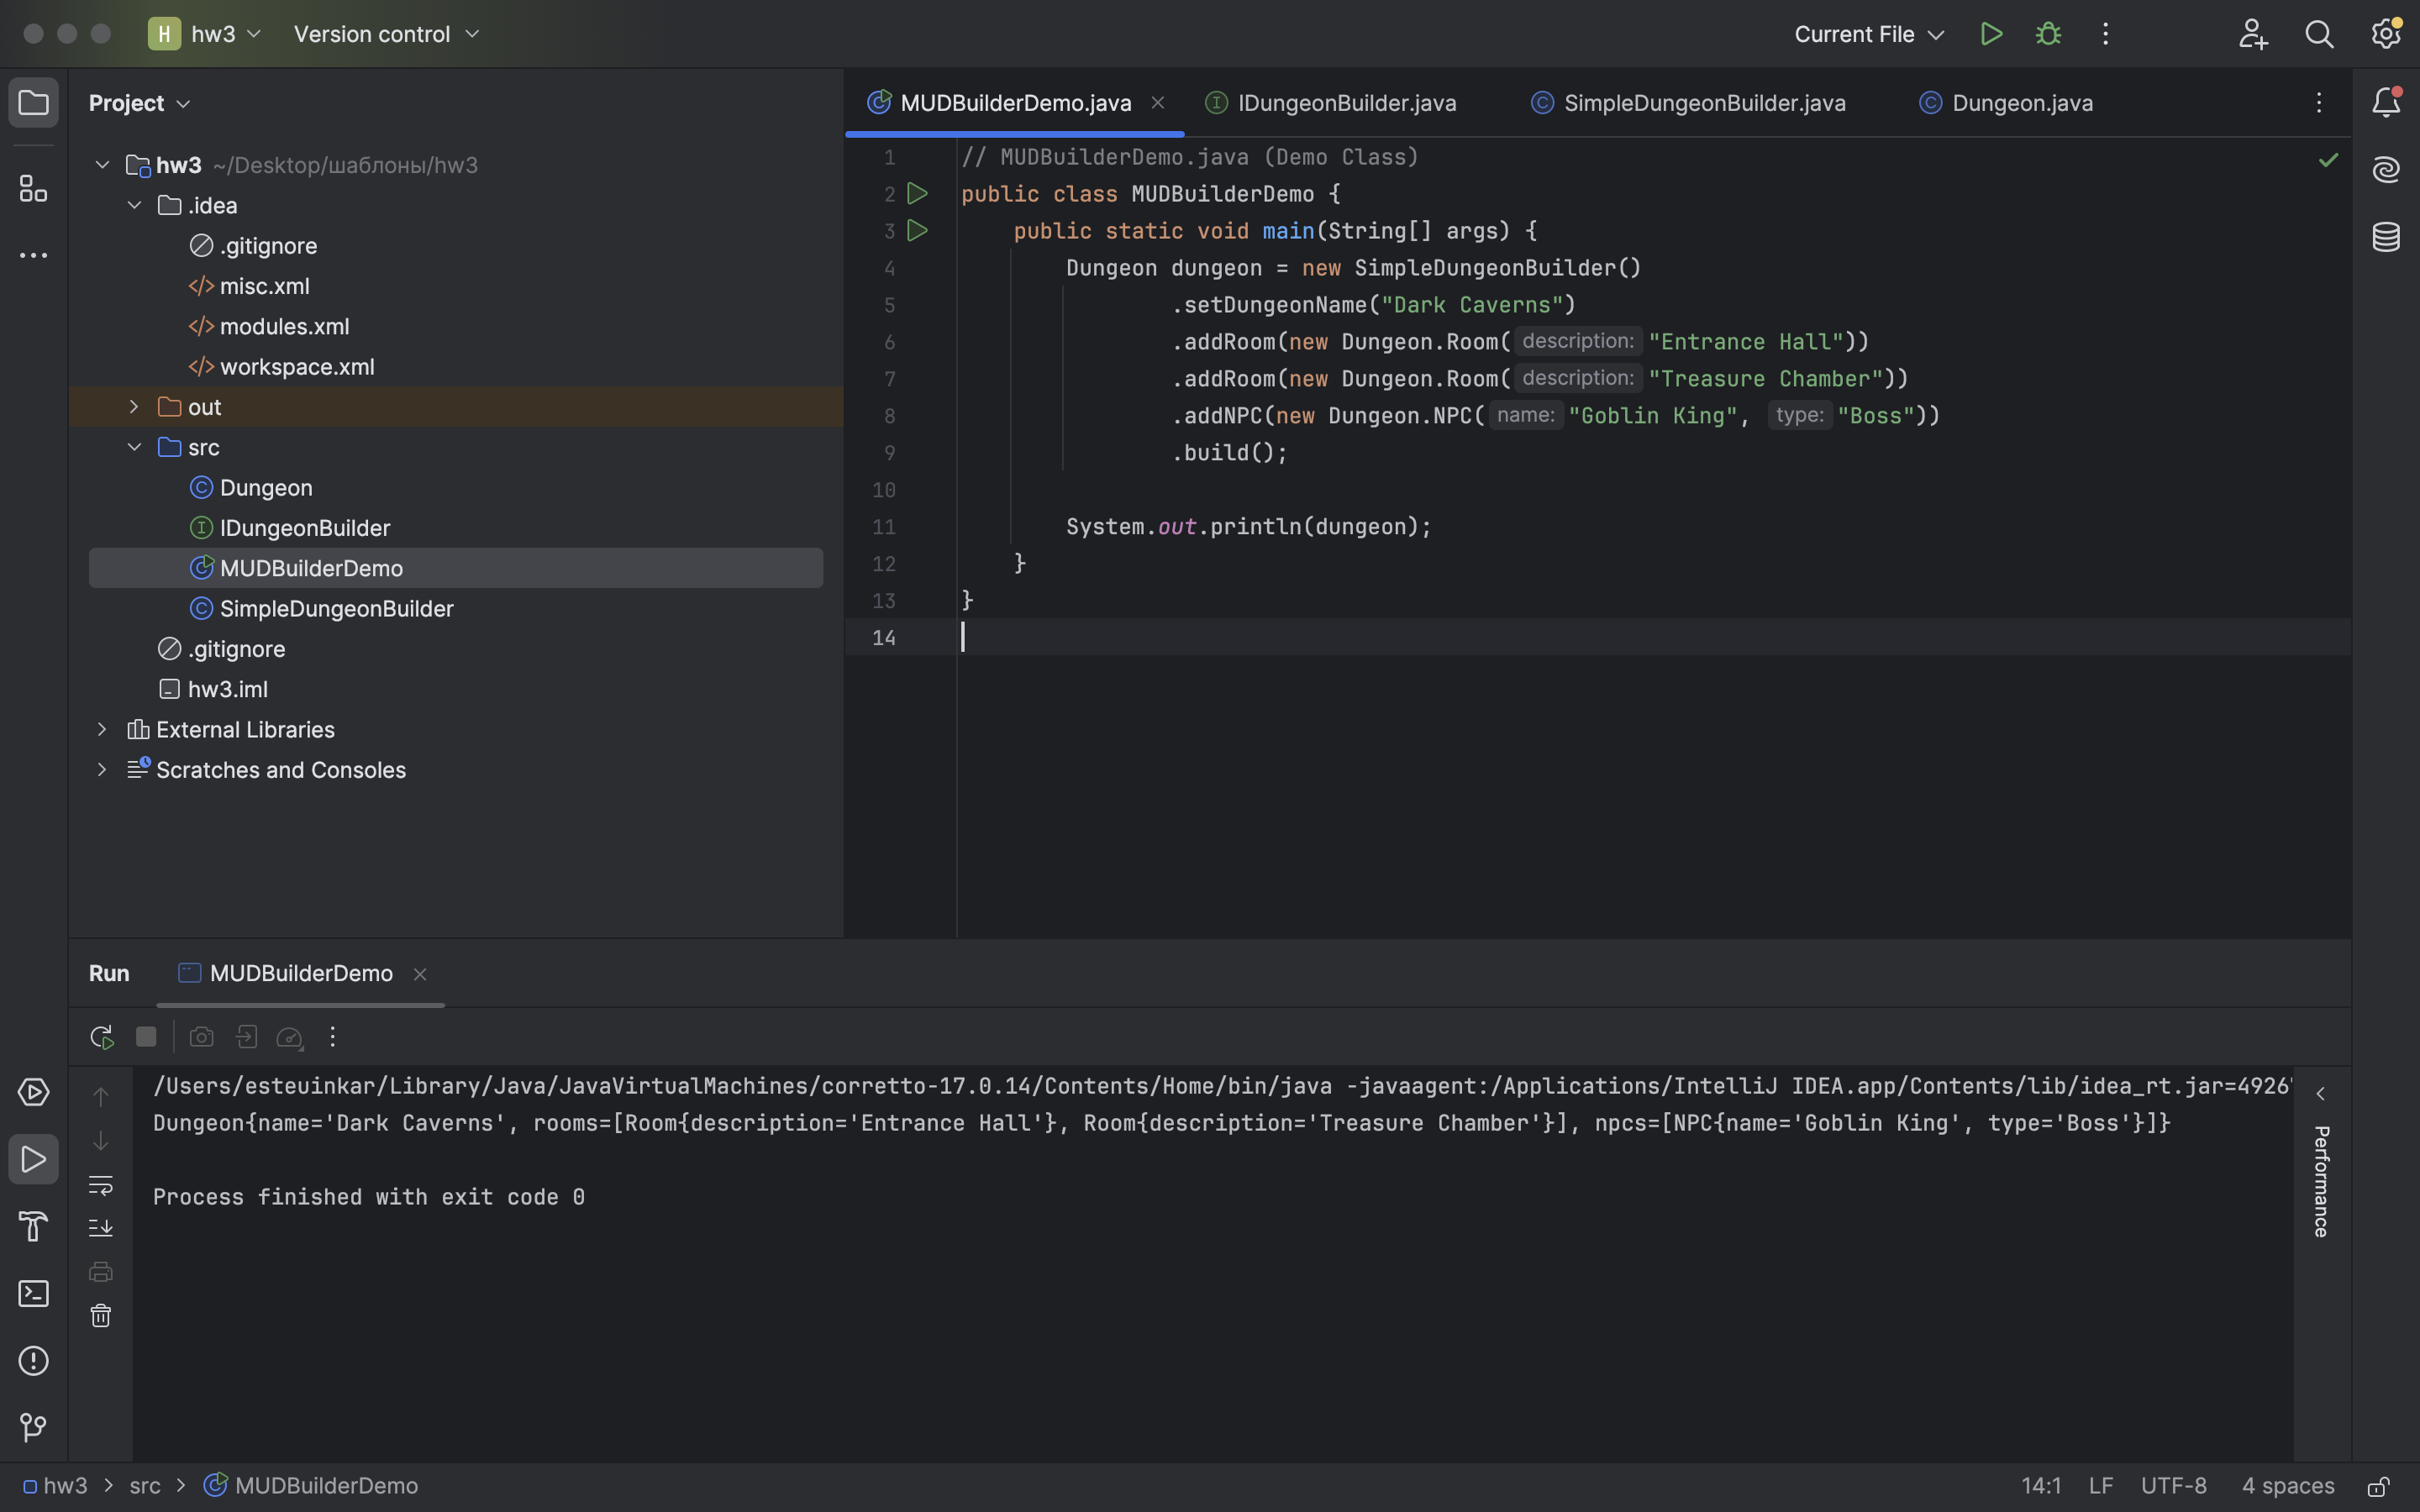 H hw3 Version control Current File
Project
MUDBuilderDemo.java IDungeonBuilder.java SimpleDungeonBuilder.java Dungeon.java
hw3 ~/Desktop/шаблоны/hw3
.idea
.gitignore
misc.xml
modules.xml
workspace.xml
out
src
Dungeon
IDungeonBuilder
MUDBuilderDemo
SimpleDungeonBuilder
.gitignore
hw3.iml
External Libraries
Scratches and Consoles
1 // MUDBuilderDemo.java (Demo Class)
2 public class MUDBuilderDemo {
3 public static void main(String[] args) {
4 Dungeon dungeon = new SimpleDungeonBuilder()
5 .setDungeonName("Dark Caverns")
6 .addRoom(new Dungeon.Room( description: "Entrance Hall"))
7 .addRoom(new Dungeon.Room( description: "Treasure Chamber"))
8 .addNPC(new Dungeon.NPC( name: "Goblin King", type: "Boss"))
9 .build();
10
11 System.out.println(dungeon);
12 }
13 }
14
Run MUDBuilderDemo
/Users/esteuinkar/Library/Java/JavaVirtualMachines/corretto-17.0.14/Contents/Home/bin/java -javaagent:/Applications/IntelliJ IDEA.app/Contents/lib/idea_rt.jar=4926
Dungeon{name='Dark Caverns', rooms=[Room{description='Entrance Hall'}, Room{description='Treasure Chamber'}], npcs=[NPC{name='Goblin King', type='Boss'}]}
Process finished with exit code 0
Performance
hw3 > src > MUDBuilderDemo 14:1 LF UTF-8 4 spaces